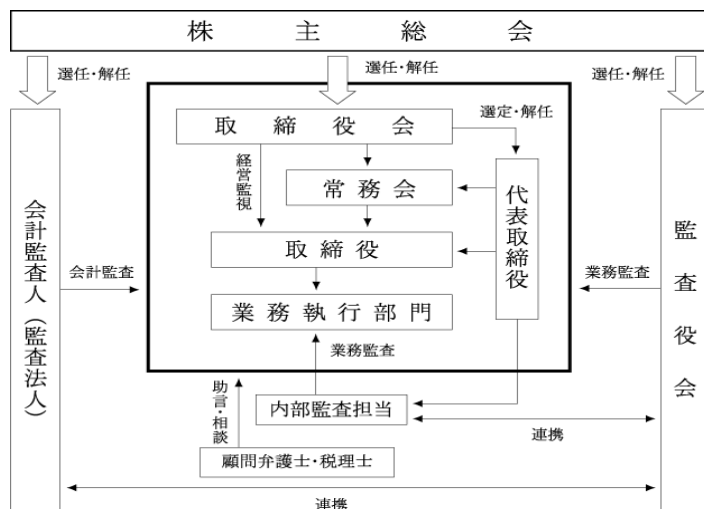 株主総会
選任・解任
選任・解任
選任・解任
取締役会
選定・解任
経営監視
常務会
代表取締役
取締役
業務執行部門
会計監査人（監査法人）
会計監査
監査役会
業務監査
業務監査
助言・相談
内部監査担当
連携
顧問弁護士・税理士
連携